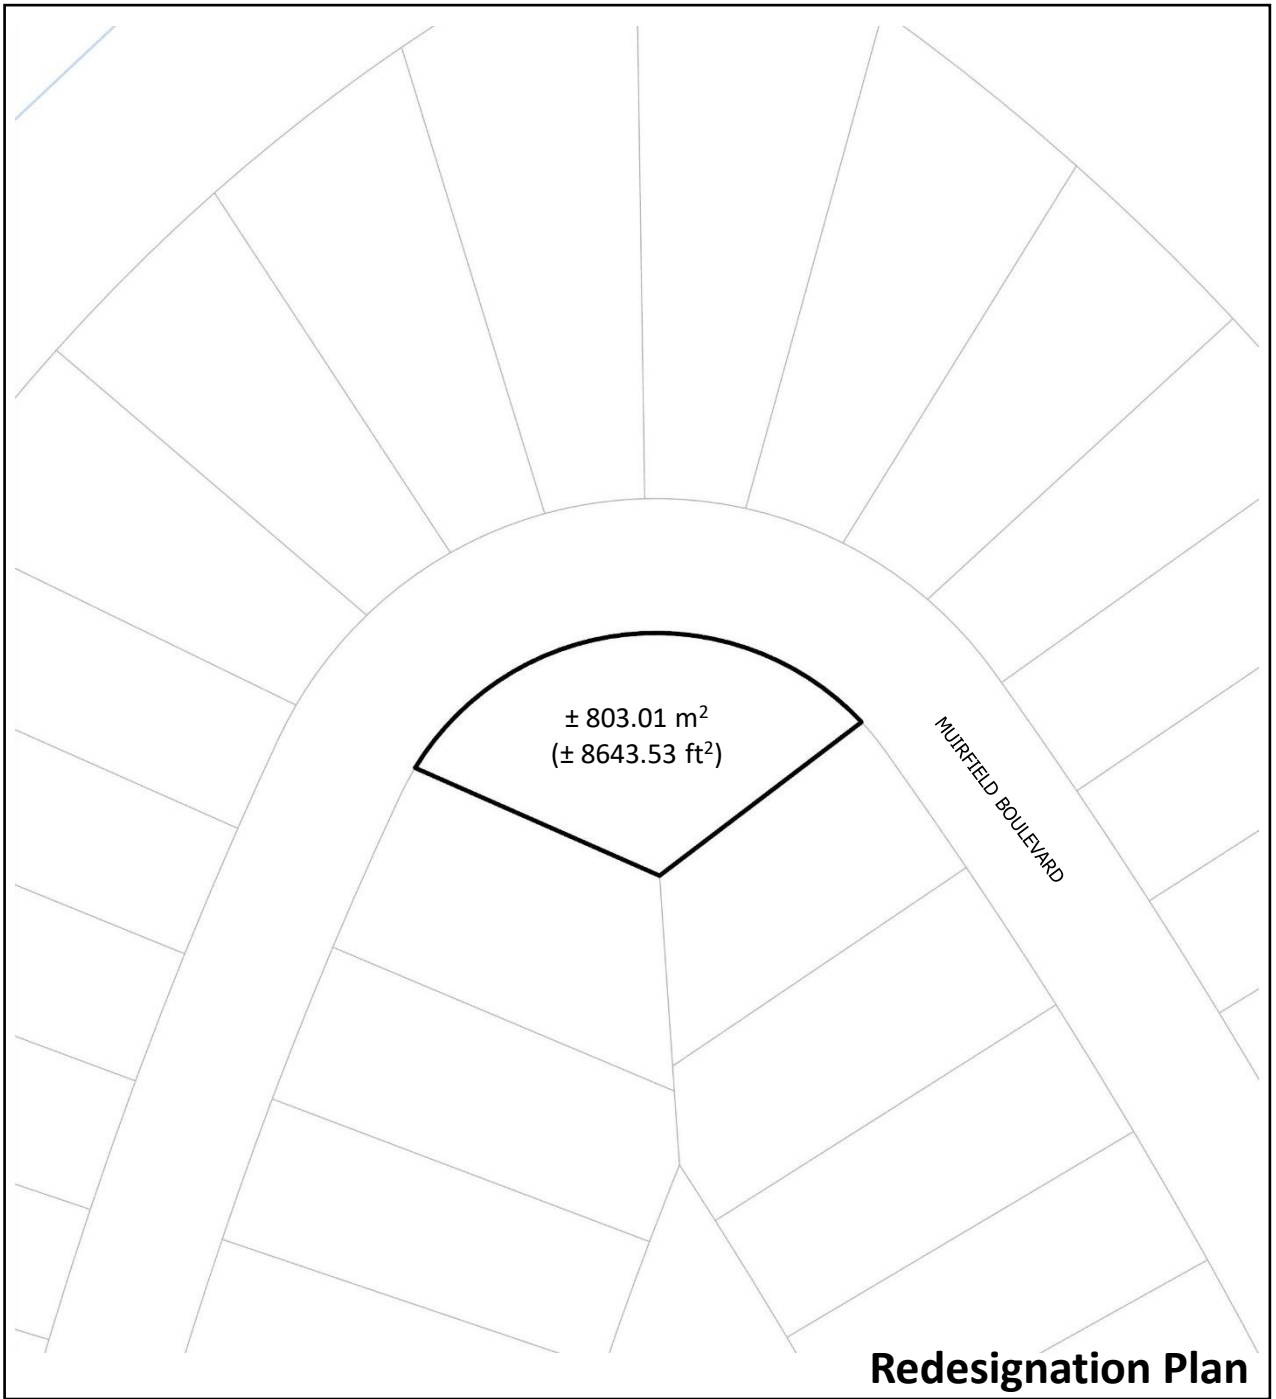 ± 803.01 m²
(± 8643.53 ft²)
MUIRFIELD BOULEVARD
Redesignation Plan